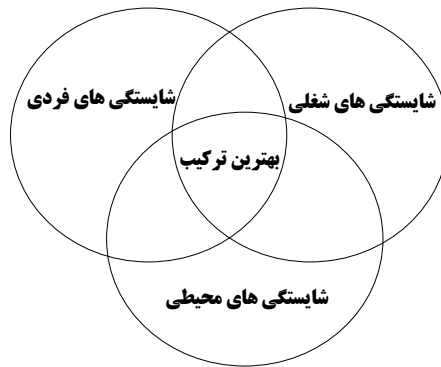 شایستگی های شغلی
شایستگی های فردی
بهترین ترکیب
شایستگی های محیطی